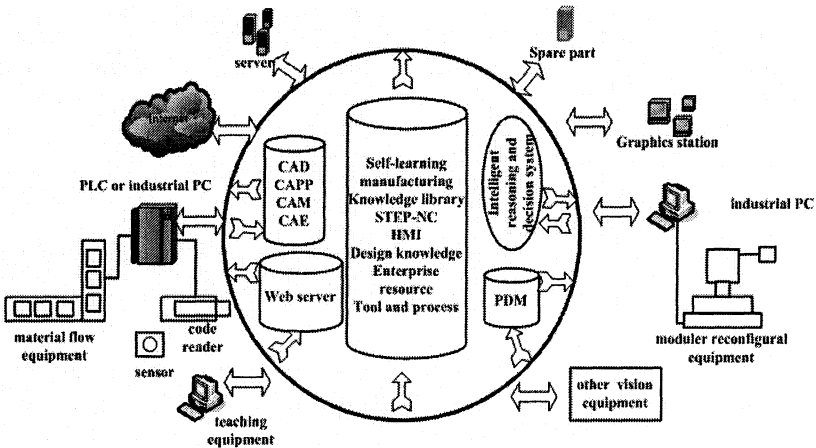 server
Spare part
Internet
Graphics station
CAD
CAPP
CAM
CAE
Self-learning
manufacturing
Knowledge library
STEP-NC
HMI
Design knowledge
Enterprise
resource
Tool and process
Intelligent
reasoning and
decision system
PLC or industrial PC
industrial PC
Web server
PDM
material flow
equipment
code
reader
sensor
moduler reconfigural
equipment
teaching
equipment
other vision
equipment